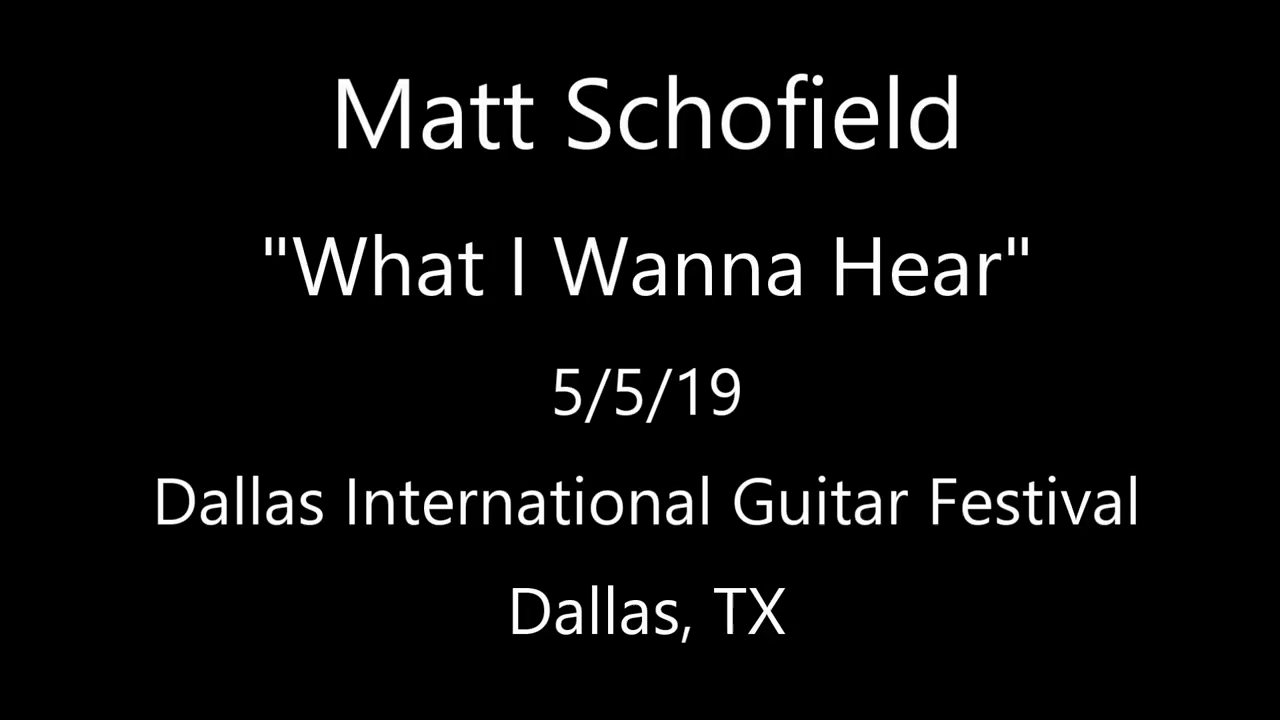 Matt Schofield
"What I Wanna Hear"
5/5/19
Dallas International Guitar Festival
Dallas, TX